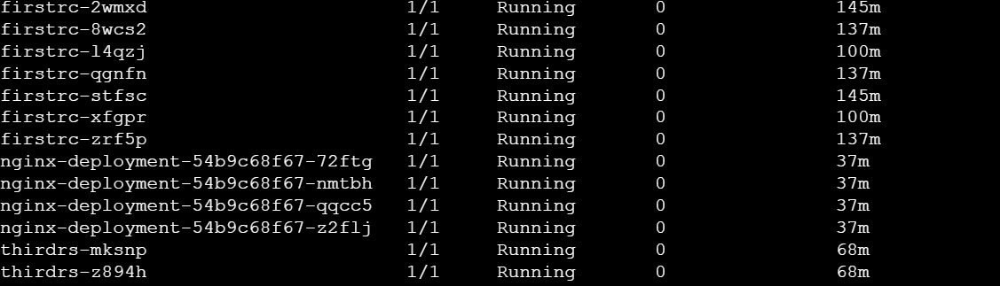 firstrc-2wmxd 1/1 Running 0 145m
firstrc-8wcs2 1/1 Running 0 137m
firstrc-l4qzj 1/1 Running 0 100m
firstrc-qgnfn 1/1 Running 0 137m
firstrc-stfsc 1/1 Running 0 145m
firstrc-xfgpr 1/1 Running 0 100m
firstrc-zrf5p 1/1 Running 0 137m
nginx-deployment-54b9c68f67-72ftg 1/1 Running 0 37m
nginx-deployment-54b9c68f67-nmtbh 1/1 Running 0 37m
nginx-deployment-54b9c68f67-qqcc5 1/1 Running 0 37m
nginx-deployment-54b9c68f67-z2flj 1/1 Running 0 37m
thirdrs-mksnp 1/1 Running 0 68m
thirdrs-z894h 1/1 Running 0 68m